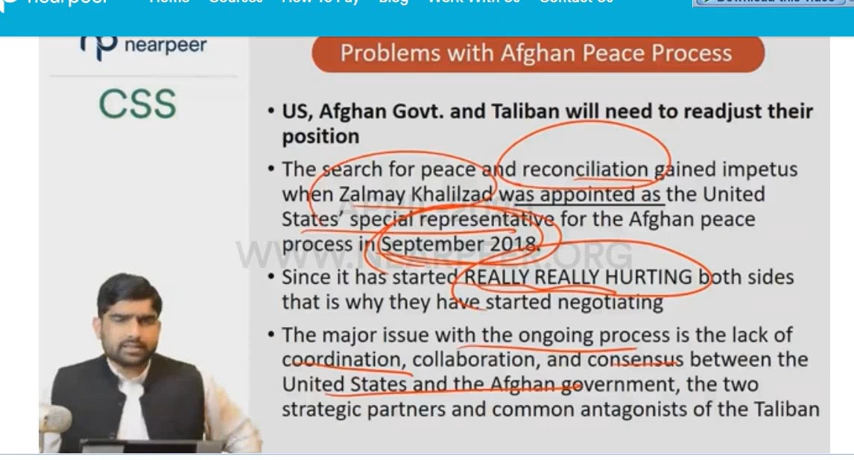 nearpeer Home Courses How To Pay Blog Work With Us Contact Us Download this video
nearpeer
Problems with Afghan Peace Process
CSS
• US, Afghan Govt. and Taliban will need to readjust their
position
• The search for peace and reconciliation gained impetus
when Zalmay Khalilzad was appointed as the United
States' special representative for the Afghan peace
process in September 2018.
WWW.NEARPEER.ORG
• Since it has started REALLY REALLY HURTING both sides
that is why they have started negotiating
• The major issue with the ongoing process is the lack of
coordination, collaboration, and consensus between the
United States and the Afghan government, the two
strategic partners and common antagonists of the Taliban